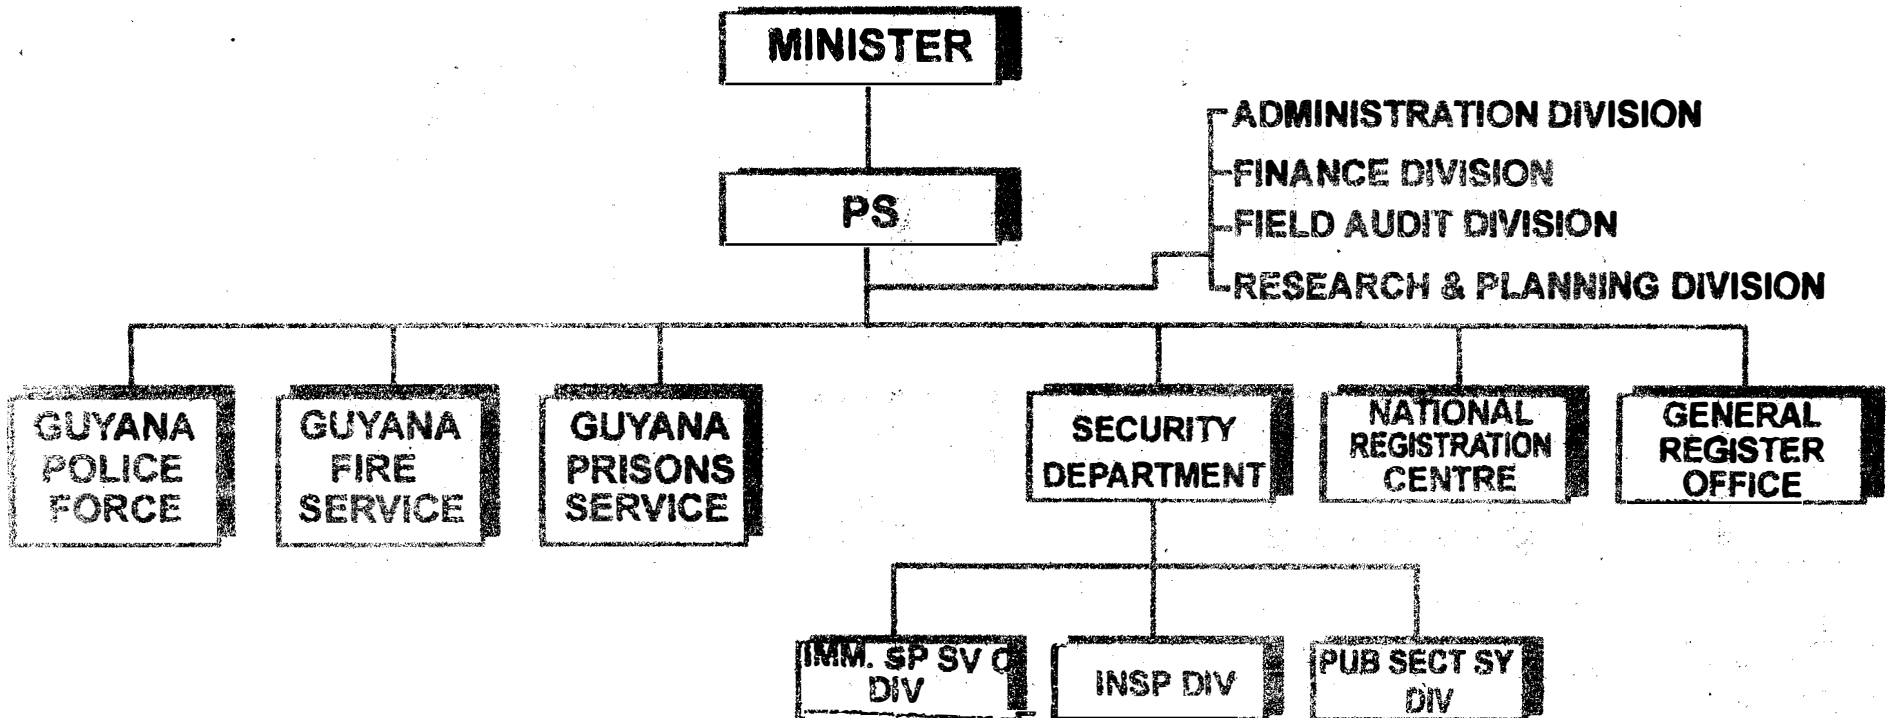 MINISTER
PS
ADMINISTRATION DIVISION
FINANCE DIVISION
FIELD AUDIT DIVISION
RESEARCH & PLANNING DIVISION
GUYANA
POLICE
FORCE
GUYANA
FIRE
SERVICE
GUYANA
PRISONS
SERVICE
SECURITY
DEPARTMENT
NATIONAL
REGISTRATION
CENTRE
GENERAL
REGISTER
OFFICE
IMM. SP SV
DIV
INSP DIV
PUB SECT SY
DIV